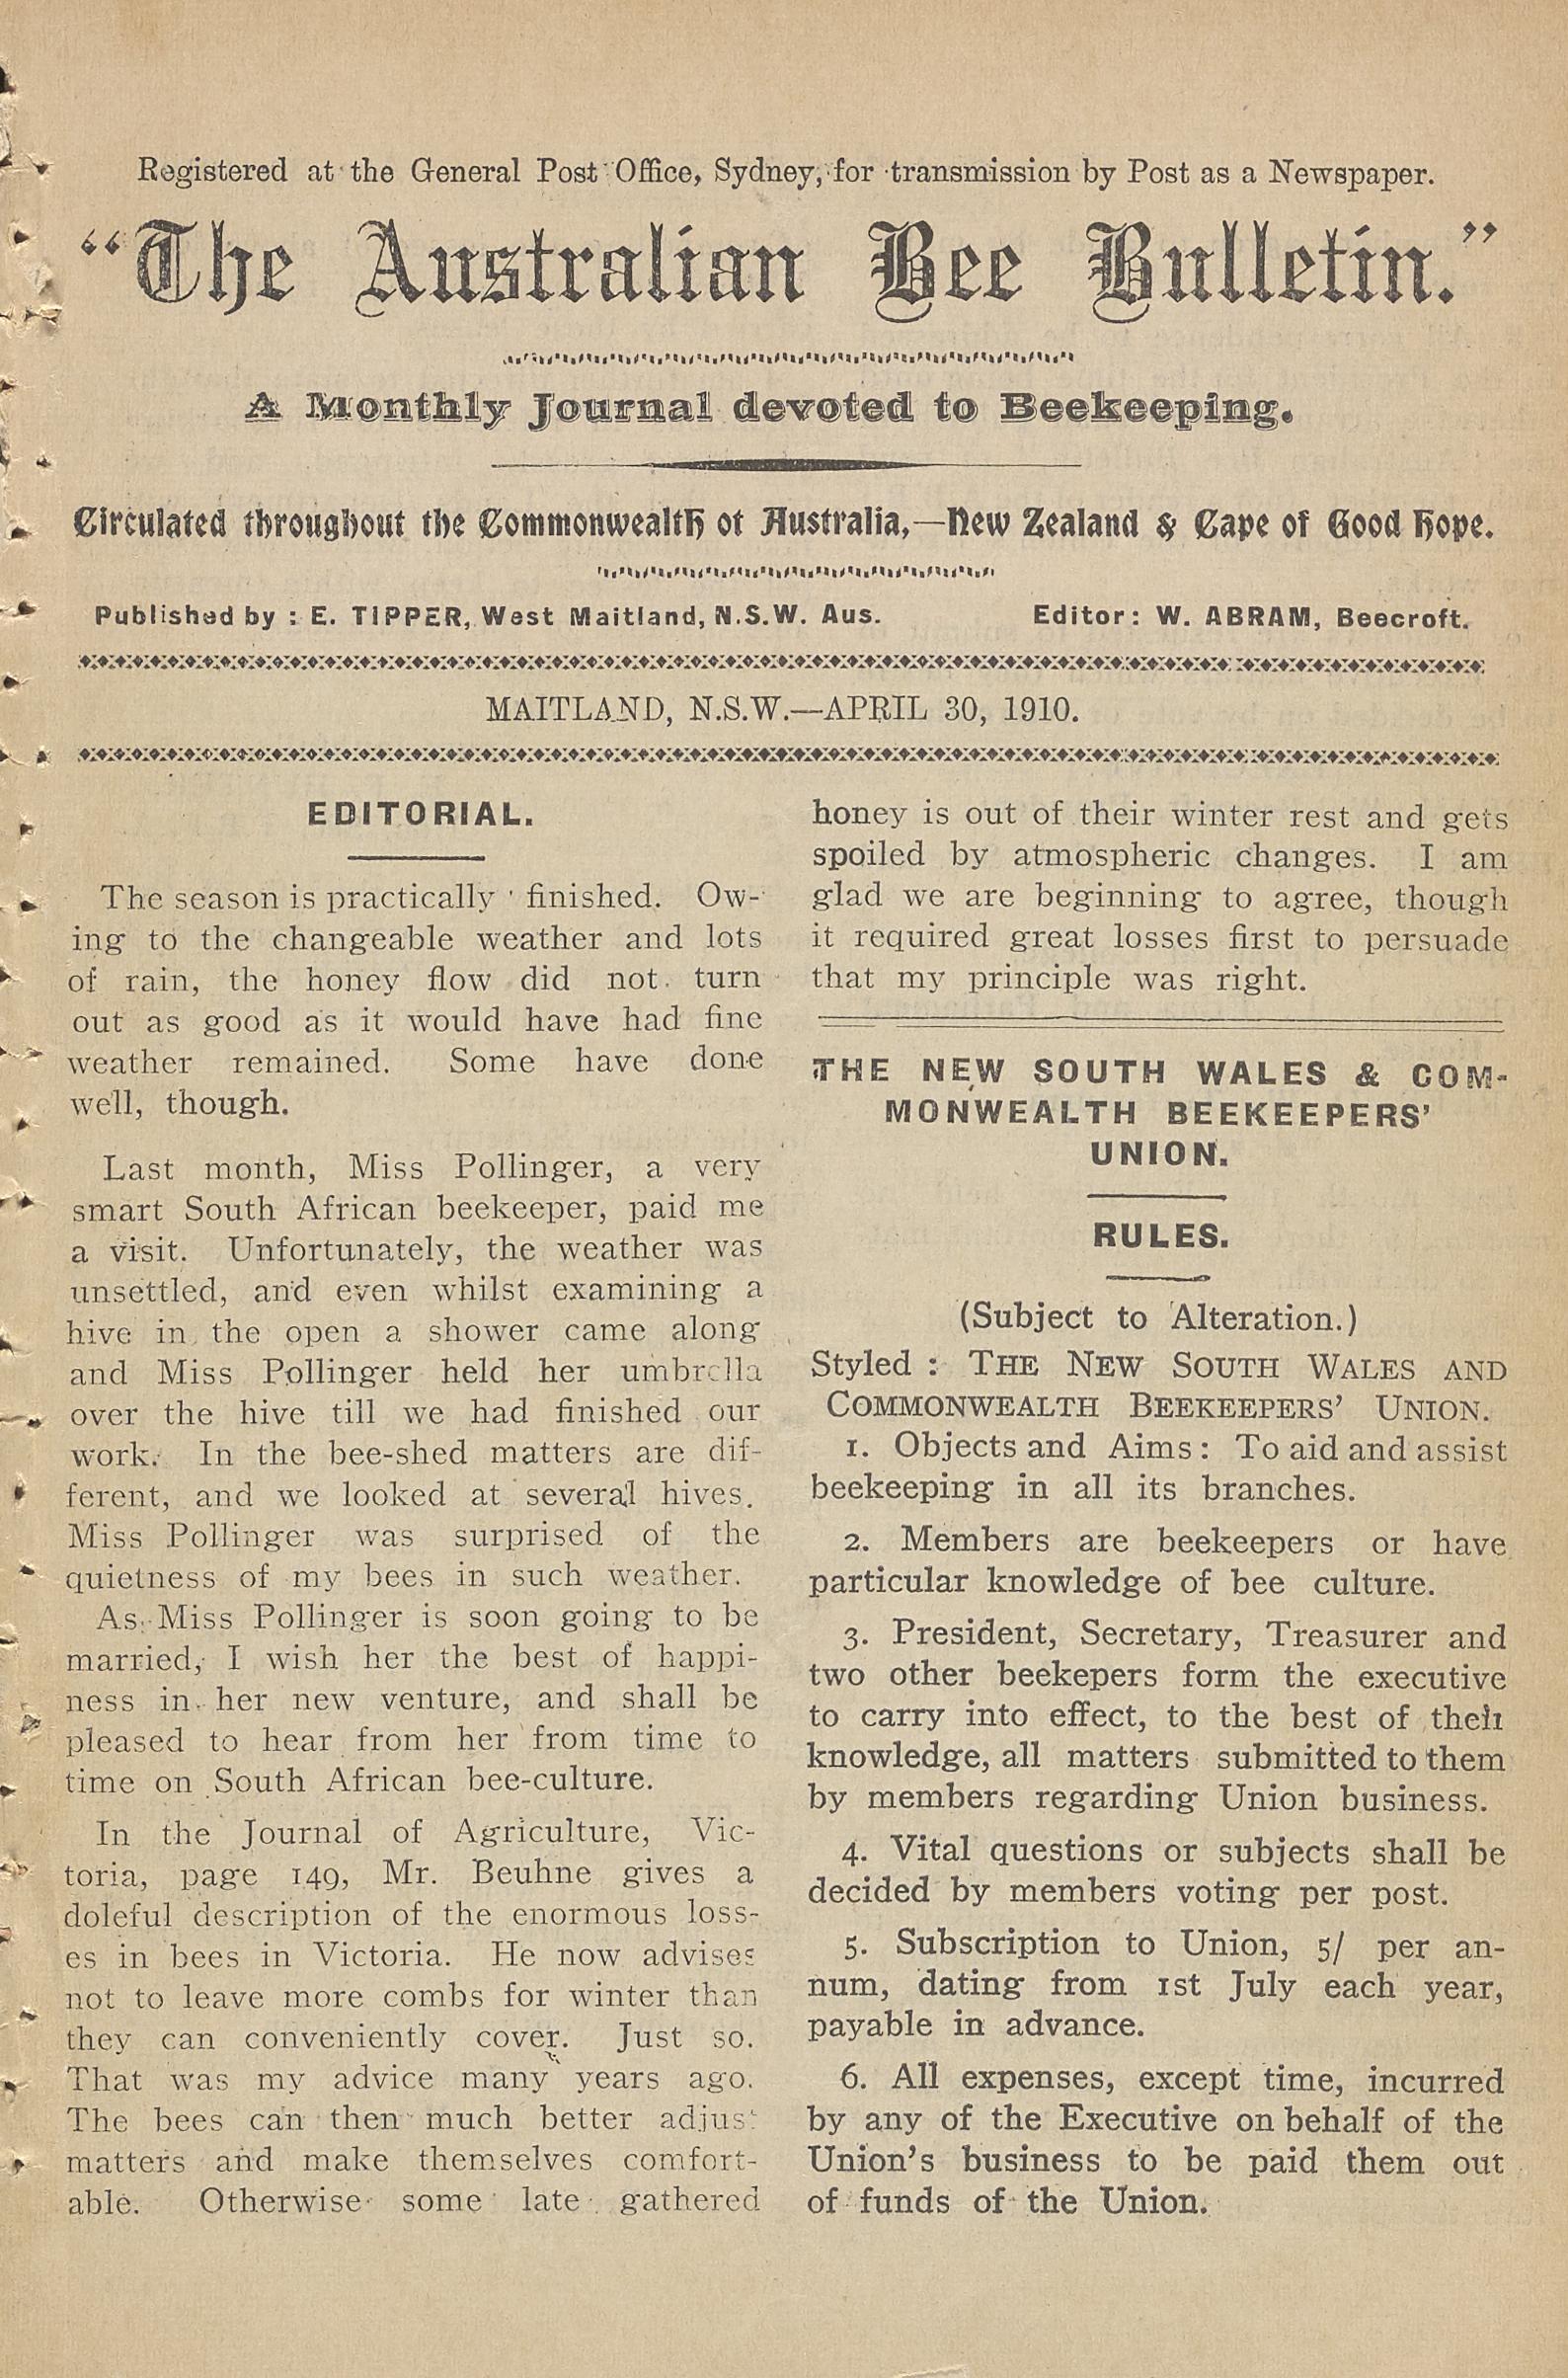 Registered at the General Post Office, Sydney, for transmission by Post as a Newspaper.
"The Australian Bee Bulletin."
A Monthly Journal devoted to Beekeeping.
Circulated throughout the Commonwealth of Australia,—New Zealand & Cape of Good Hope.
Published by : E. TIPPER, West Maitland, N.S.W. Aus. Editor: W. ABRAM, Beecroft.
MAITLAND, N.S.W.—APRIL 30, 1910.
EDITORIAL.
The season is practically finished. Ow-
ing to the changeable weather and lots
of rain, the honey flow did not turn
out as good as it would have had fine
weather remained. Some have done
well, though.
Last month, Miss Pollinger, a very
smart South African beekeeper, paid me
a visit. Unfortunately, the weather was
unsettled, and even whilst examining a
hive in the open a shower came along
and Miss Pollinger held her umbrella
over the hive till we had finished our
work. In the bee-shed matters are dif-
ferent, and we looked at several hives.
Miss Pollinger was surprised of the
quietness of my bees in such weather.
As Miss Pollinger is soon going to be
married, I wish her the best of happi-
ness in her new venture, and shall be
pleased to hear from her from time to
time on South African bee-culture.
In the Journal of Agriculture, Vic-
toria, page 149, Mr. Beuhne gives a
doleful description of the enormous loss-
es in bees in Victoria. He now advises
not to leave more combs for winter than
they can conveniently cover. Just so.
That was my advice many years ago.
The bees can then much better adjust
matters and make themselves comfort-
able. Otherwise some late gathered
honey is out of their winter rest and gets
spoiled by atmospheric changes. I am
glad we are beginning to agree, though
it required great losses first to persuade
that my principle was right.
THE NEW SOUTH WALES & COM-
MONWEALTH BEEKEEPERS'
UNION.
RULES.
(Subject to Alteration.)
Styled : THE NEW SOUTH WALES AND
COMMONWEALTH BEEKEEPERS' UNION.
1. Objects and Aims: To aid and assist
beekeeping in all its branches.
2. Members are beekeepers or have
particular knowledge of bee culture.
3. President, Secretary, Treasurer and
two other beekepers form the executive
to carry into effect, to the best of their
knowledge, all matters submitted to them
by members regarding Union business.
4. Vital questions or subjects shall be
decided by members voting per post.
5. Subscription to Union, 5/ per an-
num, dating from 1st July each year,
payable in advance.
6. All expenses, except time, incurred
by any of the Executive on behalf of the
Union's business to be paid them out
of funds of the Union.